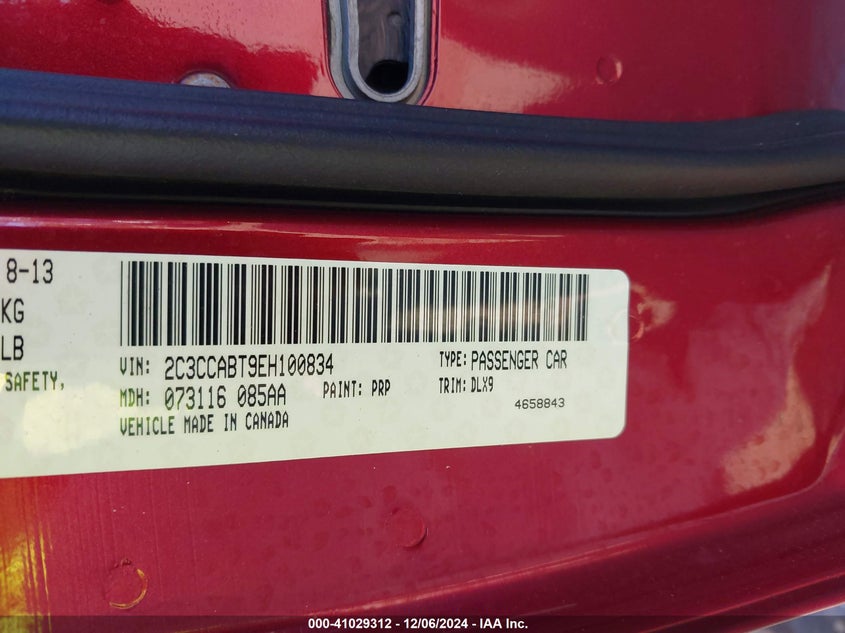 8-13
KG
LB
SAFETY,
VIN: 2C3CCABT9EH100834 TYPE: PASSENGER CAR
MDH: 073116 085AA PAINT: PRP TRIM: DLX9
VEHICLE MADE IN CANADA 4658843
000-41029312 - 12/06/2024 - IAA Inc.